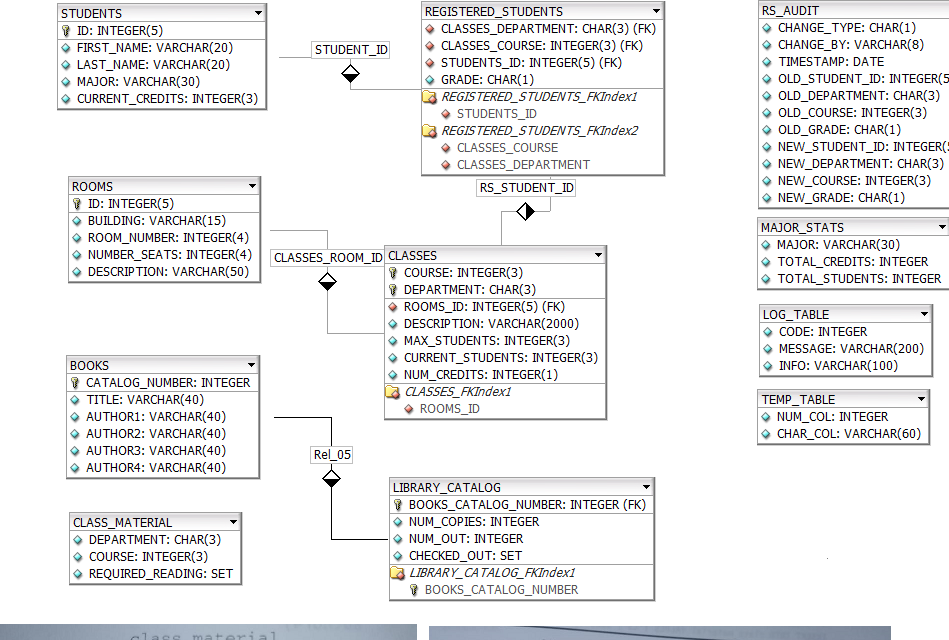 STUDENTS
ID: INTEGER(5)
FIRST_NAME: VARCHAR(20)
LAST_NAME: VARCHAR(20)
MAJOR: VARCHAR(30)
CURRENT_CREDITS: INTEGER(3)
STUDENT_ID
REGISTERED_STUDENTS
CLASSES_DEPARTMENT: CHAR(3) (FK)
CLASSES_COURSE: INTEGER(3) (FK)
STUDENTS_ID: INTEGER(5) (FK)
GRADE: CHAR(1)
REGISTERED_STUDENTS_FKIndex1
STUDENTS_ID
REGISTERED_STUDENTS_FKIndex2
CLASSES_COURSE
CLASSES_DEPARTMENT
RS_STUDENT_ID
RS_AUDIT
CHANGE_TYPE: CHAR(1)
CHANGE_BY: VARCHAR(8)
TIMESTAMP: DATE
OLD_STUDENT_ID: INTEGER(5
OLD_DEPARTMENT: CHAR(3)
OLD_COURSE: INTEGER(3)
OLD_GRADE: CHAR(1)
NEW_STUDENT_ID: INTEGER(5
NEW_DEPARTMENT: CHAR(3)
NEW_COURSE: INTEGER(3)
NEW_GRADE: CHAR(1)
ROOMS
ID: INTEGER(5)
BUILDING: VARCHAR(15)
ROOM_NUMBER: INTEGER(4)
NUMBER_SEATS: INTEGER(4)
DESCRIPTION: VARCHAR(50)
CLASSES_ROOM_ID
CLASSES
COURSE: INTEGER(3)
DEPARTMENT: CHAR(3)
ROOMS_ID: INTEGER(5) (FK)
DESCRIPTION: VARCHAR(2000)
MAX_STUDENTS: INTEGER(3)
CURRENT_STUDENTS: INTEGER(3)
NUM_CREDITS: INTEGER(1)
CLASSES_FKIndex1
ROOMS_ID
MAJOR_STATS
MAJOR: VARCHAR(30)
TOTAL_CREDITS: INTEGER
TOTAL_STUDENTS: INTEGER
LOG_TABLE
CODE: INTEGER
MESSAGE: VARCHAR(200)
INFO: VARCHAR(100)
TEMP_TABLE
NUM_COL: INTEGER
CHAR_COL: VARCHAR(60)
BOOKS
CATALOG_NUMBER: INTEGER
TITLE: VARCHAR(40)
AUTHOR1: VARCHAR(40)
AUTHOR2: VARCHAR(40)
AUTHOR3: VARCHAR(40)
AUTHOR4: VARCHAR(40)
Rel_05
LIBRARY_CATALOG
BOOKS_CATALOG_NUMBER: INTEGER (FK)
NUM_COPIES: INTEGER
NUM_OUT: INTEGER
CHECKED_OUT: SET
LIBRARY_CATALOG_FKIndex1
BOOKS_CATALOG_NUMBER
CLASS_MATERIAL
DEPARTMENT: CHAR(3)
COURSE: INTEGER(3)
REQUIRED_READING: SET
class_material